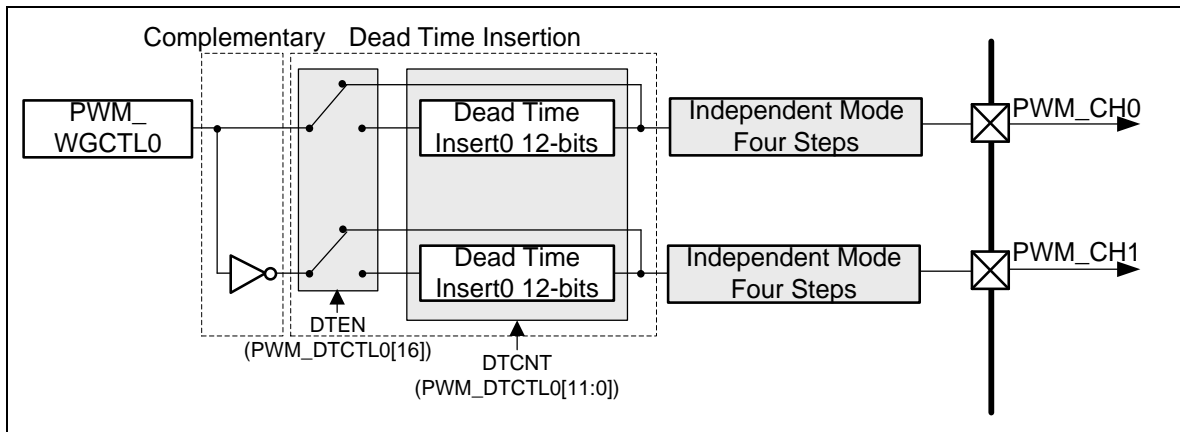 Complementary
Dead Time Insertion
PWM_
WGCTL0
Dead Time
Insert0 12-bits
Independent Mode
Four Steps
PWM_CH0
Dead Time
Insert0 12-bits
Independent Mode
Four Steps
PWM_CH1
DTEN
(PWM_DTCTL0[16])
DTCNT
(PWM_DTCTL0[11:0])